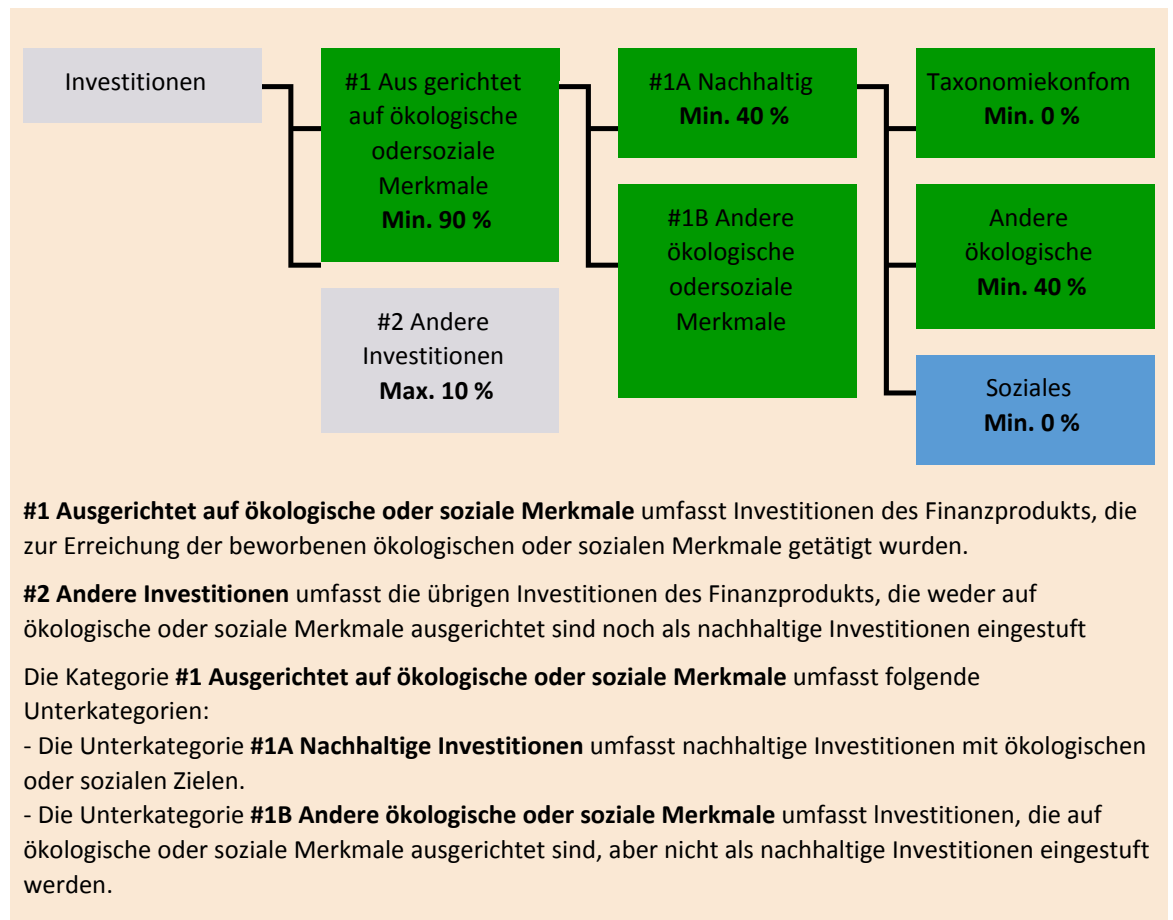 Investitionen
#1 Aus gerichtet
auf ökologische
odersoziale
Merkmale
Min. 90 %
#2 Andere
Investitionen
Max. 10 %
#1A Nachhaltig
Min. 40 %
#1B Andere
ökologische
odersoziale
Merkmale
Taxonomiekonfom
Min. 0 %
Andere
ökologische
Min. 40 %
Soziales
Min. 0 %
#1 Ausgerichtet auf ökologische oder soziale Merkmale umfasst Investitionen des Finanzprodukts, die
zur Erreichung der beworbenen ökologischen oder sozialen Merkmale getätigt wurden.
#2 Andere Investitionen umfasst die übrigen Investitionen des Finanzprodukts, die weder auf
ökologische oder soziale Merkmale ausgerichtet sind noch als nachhaltige Investitionen eingestuft
Die Kategorie #1 Ausgerichtet auf ökologische oder soziale Merkmale umfasst folgende
Unterkategorien:
- Die Unterkategorie #1A Nachhaltige Investitionen umfasst nachhaltige Investitionen mit ökologischen
oder sozialen Zielen.
- Die Unterkategorie #1B Andere ökologische oder soziale Merkmale umfasst lnvestitionen, die auf
ökologische oder soziale Merkmale ausgerichtet sind, aber nicht als nachhaltige Investitionen eingestuft
werden.